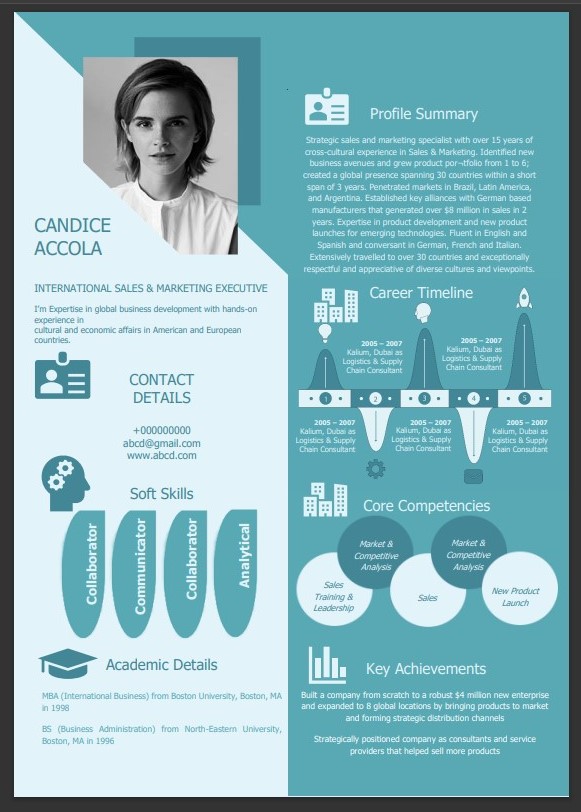 CANDICE
ACCOLA
INTERNATIONAL SALES & MARKETING EXECUTIVE
I'm Expertise in global business development with hands-on
experience in
cultural and economic affairs in American and European
countries.
CONTACT
DETAILS
+000000000
abcd@gmail.com
www.abcd.com
Soft Skills
Collaborator
Communicator
Collaborator
Analytical
Academic Details
MBA (International Business) from Boston University, Boston, MA
in 1998
BS (Business Administration) from North-Eastern University,
Boston, MA in 1996
Profile Summary
Strategic sales and marketing specialist with over 15 years of
cross-cultural experience in Sales & Marketing. Identified new
business avenues and grew product por¬tfolio from 1 to 6;
created a global presence spanning 30 countries within a short
span of 3 years. Penetrated markets in Brazil, Latin America,
and Argentina. Established key alliances with German based
manufacturers that generated over $8 million in sales in 2
years. Expertise in product development and new product
launches for emerging technologies. Fluent in English and
Spanish and conversant in German, French and Italian.
Extensively travelled to over 30 countries and exceptionally
respectful and appreciative of diverse cultures and viewpoints.
Career Timeline
2005 – 2007
Kalium, Dubai as
Logistics & Supply
Chain Consultant
2005 – 2007
Kalium, Dubai as
Logistics & Supply
Chain Consultant
1
2
3
4
5
2005 – 2007
Kalium, Dubai as
Logistics & Supply
Chain Consultant
2005 – 2007
Kalium, Dubai as
Logistics & Supply
Chain Consultant
2005 – 2007
Kalium, Dubai as
Logistics & Supply
Chain Consultant
Core Competencies
Sales
Training &
Leadership
Market &
Competitive
Analysis
Sales
Market &
Competitive
Analysis
New Product
Launch
Key Achievements
Built a company from scratch to a robust $4 million new enterprise
and expanded to 8 global locations by bringing products to market
and forming strategic distribution channels
Strategically positioned company as consultants and service
providers that helped sell more products